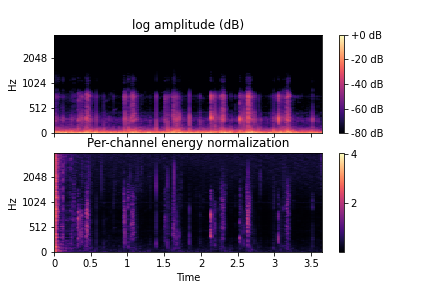 log amplitude (dB)
Hz
2048
1024
512
0
+0 dB
-20 dB
-40 dB
-60 dB
-80 dB
Per-channel energy normalization
Hz
2048
1024
512
0
4
2
0 0.5 1 1.5 2 2.5 3 3.5
Time